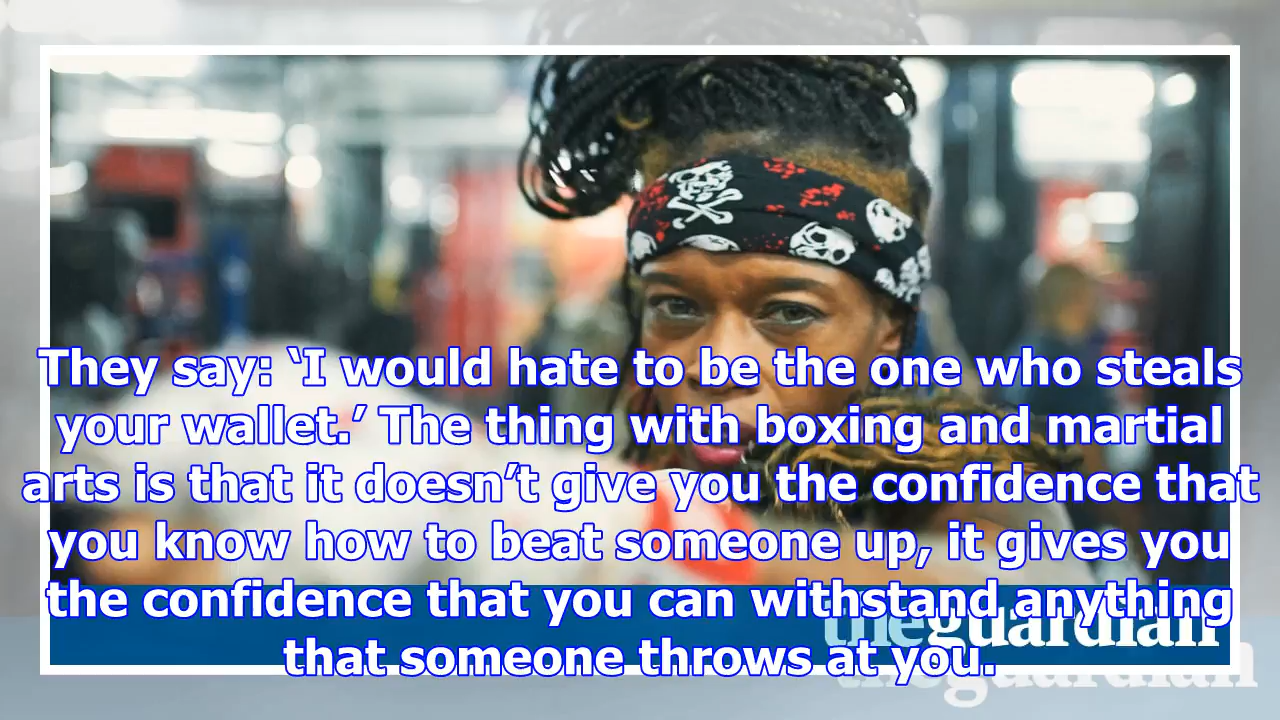 They say: ‘I would hate to be the one who steals
your wallet.’ The thing with boxing and martial
arts is that it doesn’t give you the confidence that
you know how to beat someone up, it gives you
the confidence that you can withstand anything
that someone throws at you.
theguardian
theguardian